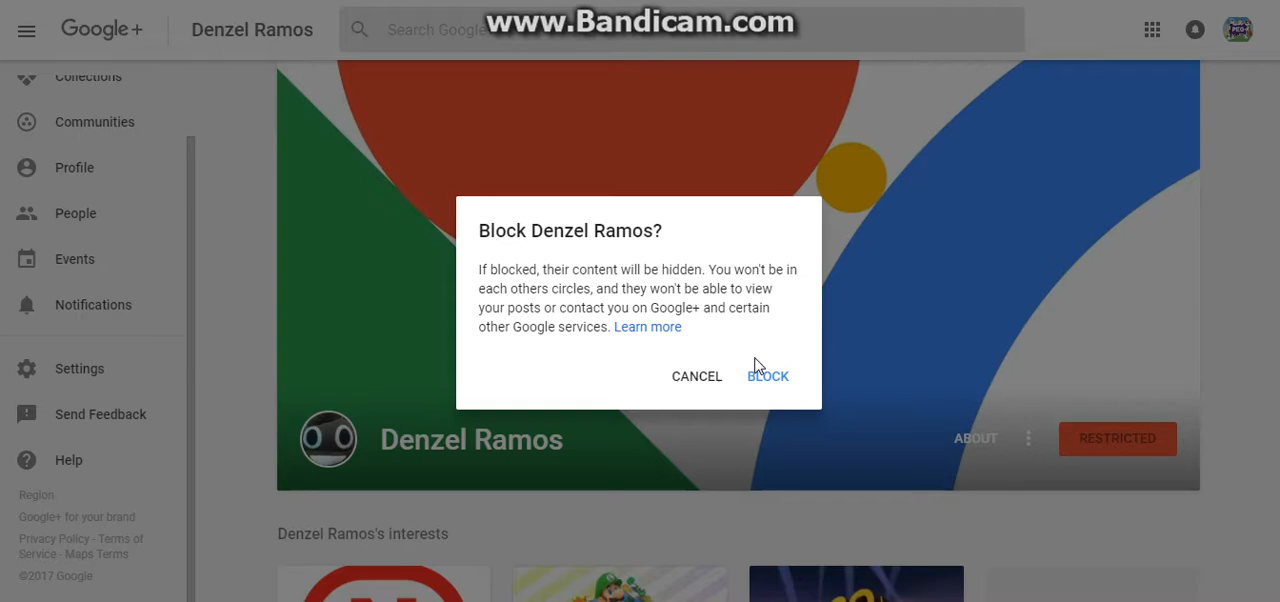 www.Bandicam.com
Google+
Denzel Ramos
Search Google
Collections
Communities
Profile
People
Events
Notifications
Settings
Send Feedback
Help
Region
Google+ for your brand
Privacy Policy - Terms of
Service - Maps Terms
©2017 Google
Block Denzel Ramos?
If blocked, their content will be hidden. You won't be in
each others circles, and they won't be able to view
your posts or contact you on Google+ and certain
other Google services. Learn more
CANCEL
BLOCK
Denzel Ramos
ABOUT
RESTRICTED
Denzel Ramos's interests